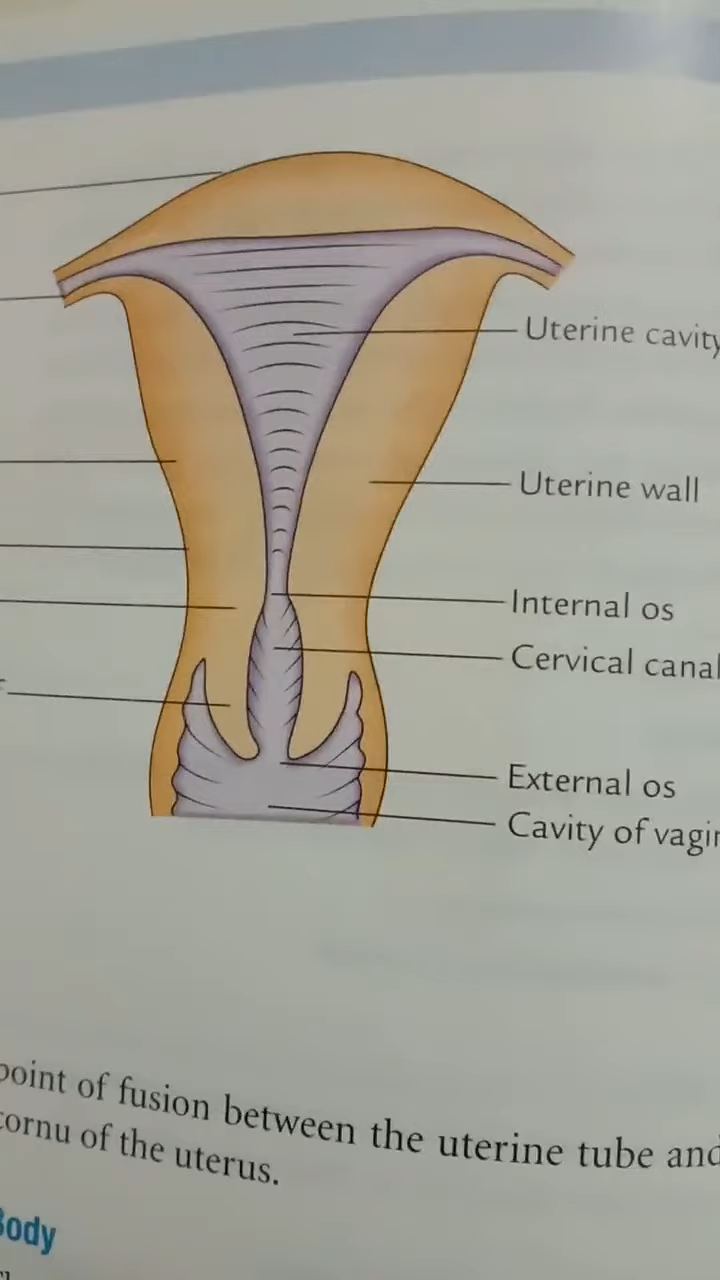 Uterine cavity
Uterine wall
Internal os
Cervical canal
External os
Cavity of vagin
point of fusion between the uterine tube and
cornu of the uterus.
Body